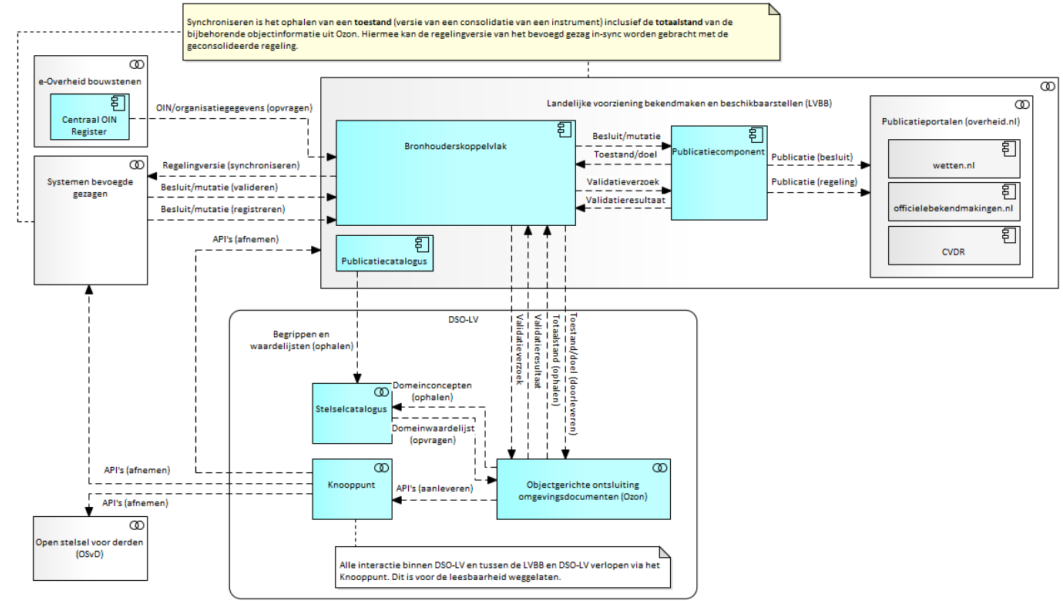 Synchroniseren is het ophalen van een toestand (versie van een consolidatie van een instrument) inclusief de totaalstand van de
bijbehorende objectinformatie uit Ozon. Hiermee kan de regelingversie van het bevoegd gezag in-sync worden gebracht met de
geconsolideerde regeling.
e-Overheid bouwstenen
Centraal OIN
Register
OIN/organisatiegegevens (opvragen)
Landelijke voorziening bekendmaken en beschikbaarstellen (LVBB)
Bronhouderskoppelvlak
Besluit/mutatie
Toestand/doel
Validatieverzoek
Validatieresultaat
Publicatiecomponent
Publicatie (besluit)
Publicatie (regeling)
Publicatieportalen (overheid.nl)
wetten.nl
officielebekendmakingen.nl
CVDR
Systemen bevoegde
gezagen
Regelingversie (synchroniseren)
Besluit/mutatie (valideren)
Besluit/mutatie (registreren)
API's (afnemen)
Publicatiecatalogus
DSO-LV
Begrippen en
waardelijsten (ophalen)
Validatieverzoek
Validatieresultaat
Totaalstand (ophalen)
Toestand/doel (doorleveren)
Stelselcatalogus
Domeinconcepten
(ophalen)
Domeinwaardelijst
(opvragen)
Knooppunt
API's (aanleveren)
Objectgerichte ontsluiting
omgevingsdocumenten (Ozon)
API's (afnemen)
API's (afnemen)
Open stelsel voor derden
(OSvD)
Alle interactie binnen DSO-LV en tussen de LVBB en DSO-LV verlopen via het
Knooppunt. Dit is voor de leesbaarheid weggelaten.